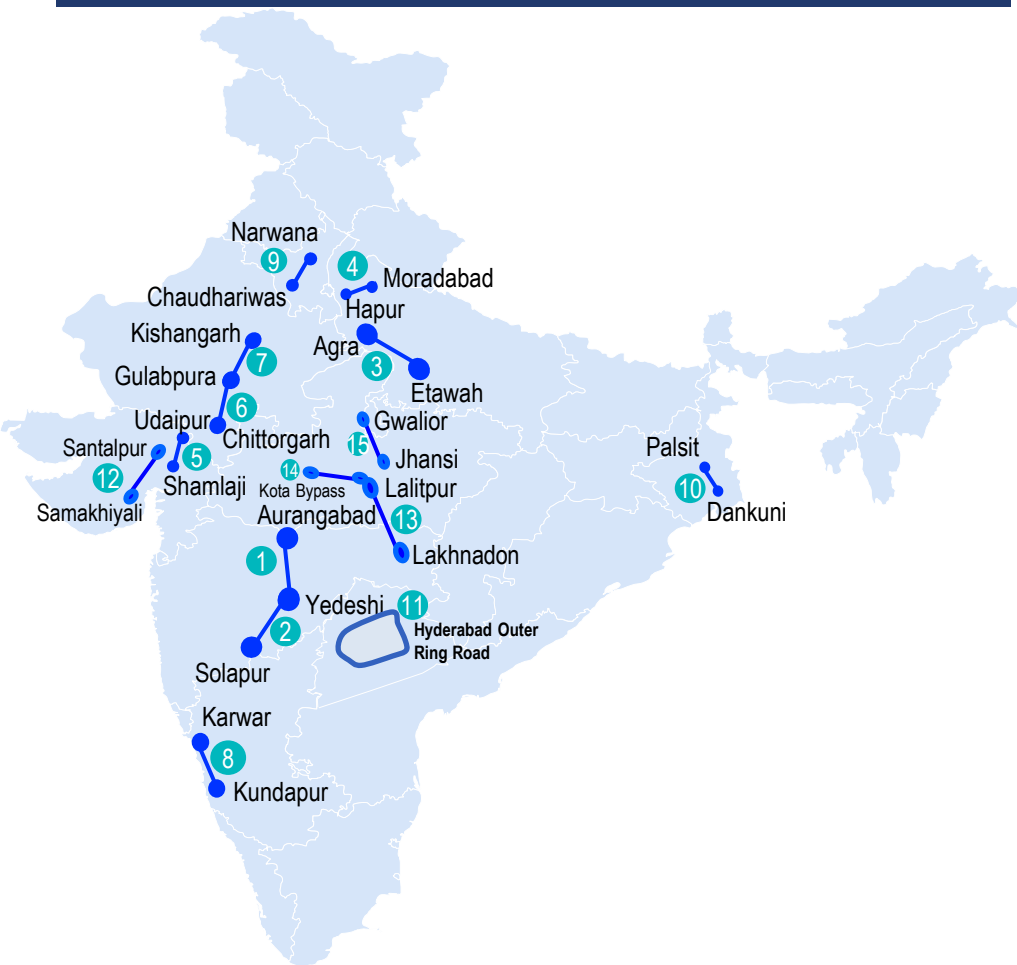 Narwana
9
4
Moradabad
Chaudhariwas
Hapur
Kishangarh
Agra
7
3
Gulabpura
Etawah
6
Udaipur
Chittorgarh
Gwalior
Santalpur
5
15
Jhansi
Palsit
12
Shamlaji
14
Kota Bypass
Lalitpur
10
Samakhiyali
Aurangabad
13
Dankuni
1
Lakhnadon
Yedeshi
11
2
Hyderabad Outer
Ring Road
Solapur
Karwar
8
Kundapur